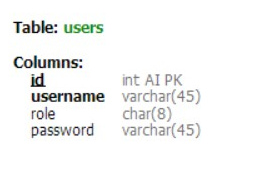 Table: users
Columns:
id int AI PK
username varchar(45)
role char(8)
password varchar(45)